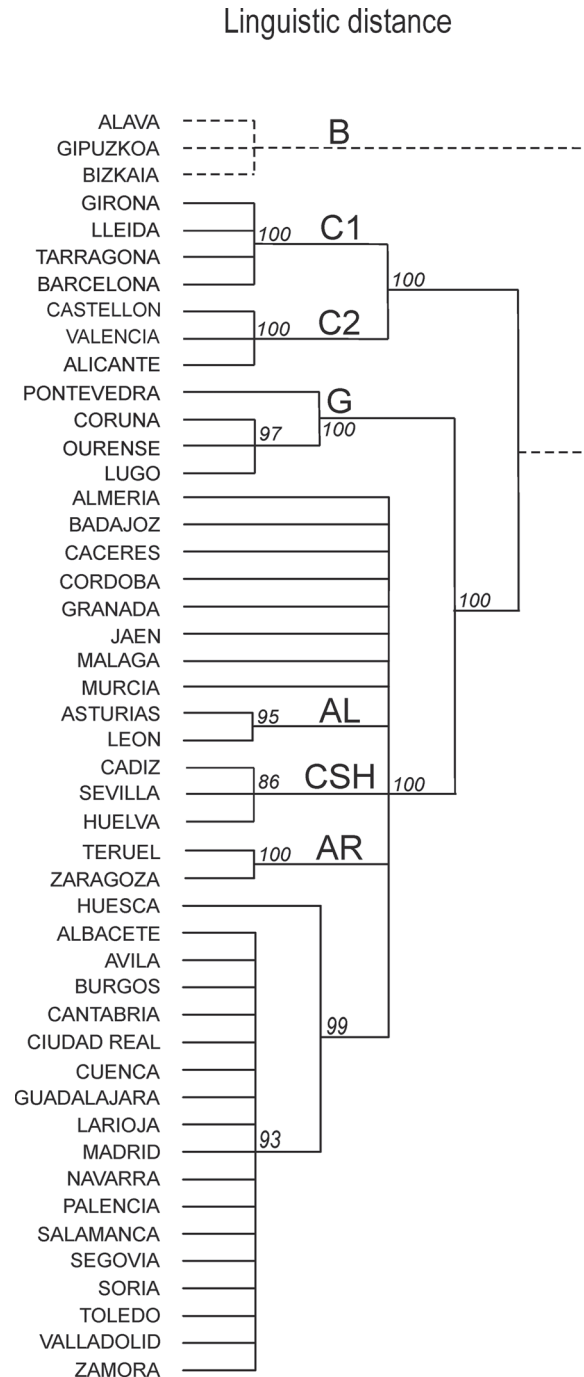 Linguistic distance
ALAVA
B
GIPUZKOA
BIZKAIA
GIRONA
LLEIDA
100 C1
TARRAGONA
BARCELONA
100
CASTELLON
VALENCIA
100 C2
ALICANTE
PONTEVEDRA
G
CORUNA
97
100
OURENSE
LUGO
ALMERIA
BADAJOZ
CACERES
CORDOBA
GRANADA
100
JAEN
MALAGA
MURCIA
ASTURIAS
95 AL
LEON
CADIZ
86 CSH
100
SEVILLA
HUELVA
TERUEL
100 AR
ZARAGOZA
HUESCA
ALBACETE
AVILA
BURGOS
CANTABRIA
99
CIUDAD REAL
CUENCA
GUADALAJARA
LARIOJA
MADRID
93
NAVARRA
PALENCIA
SALAMANCA
SEGOVIA
SORIA
TOLEDO
VALLADOLID
ZAMORA